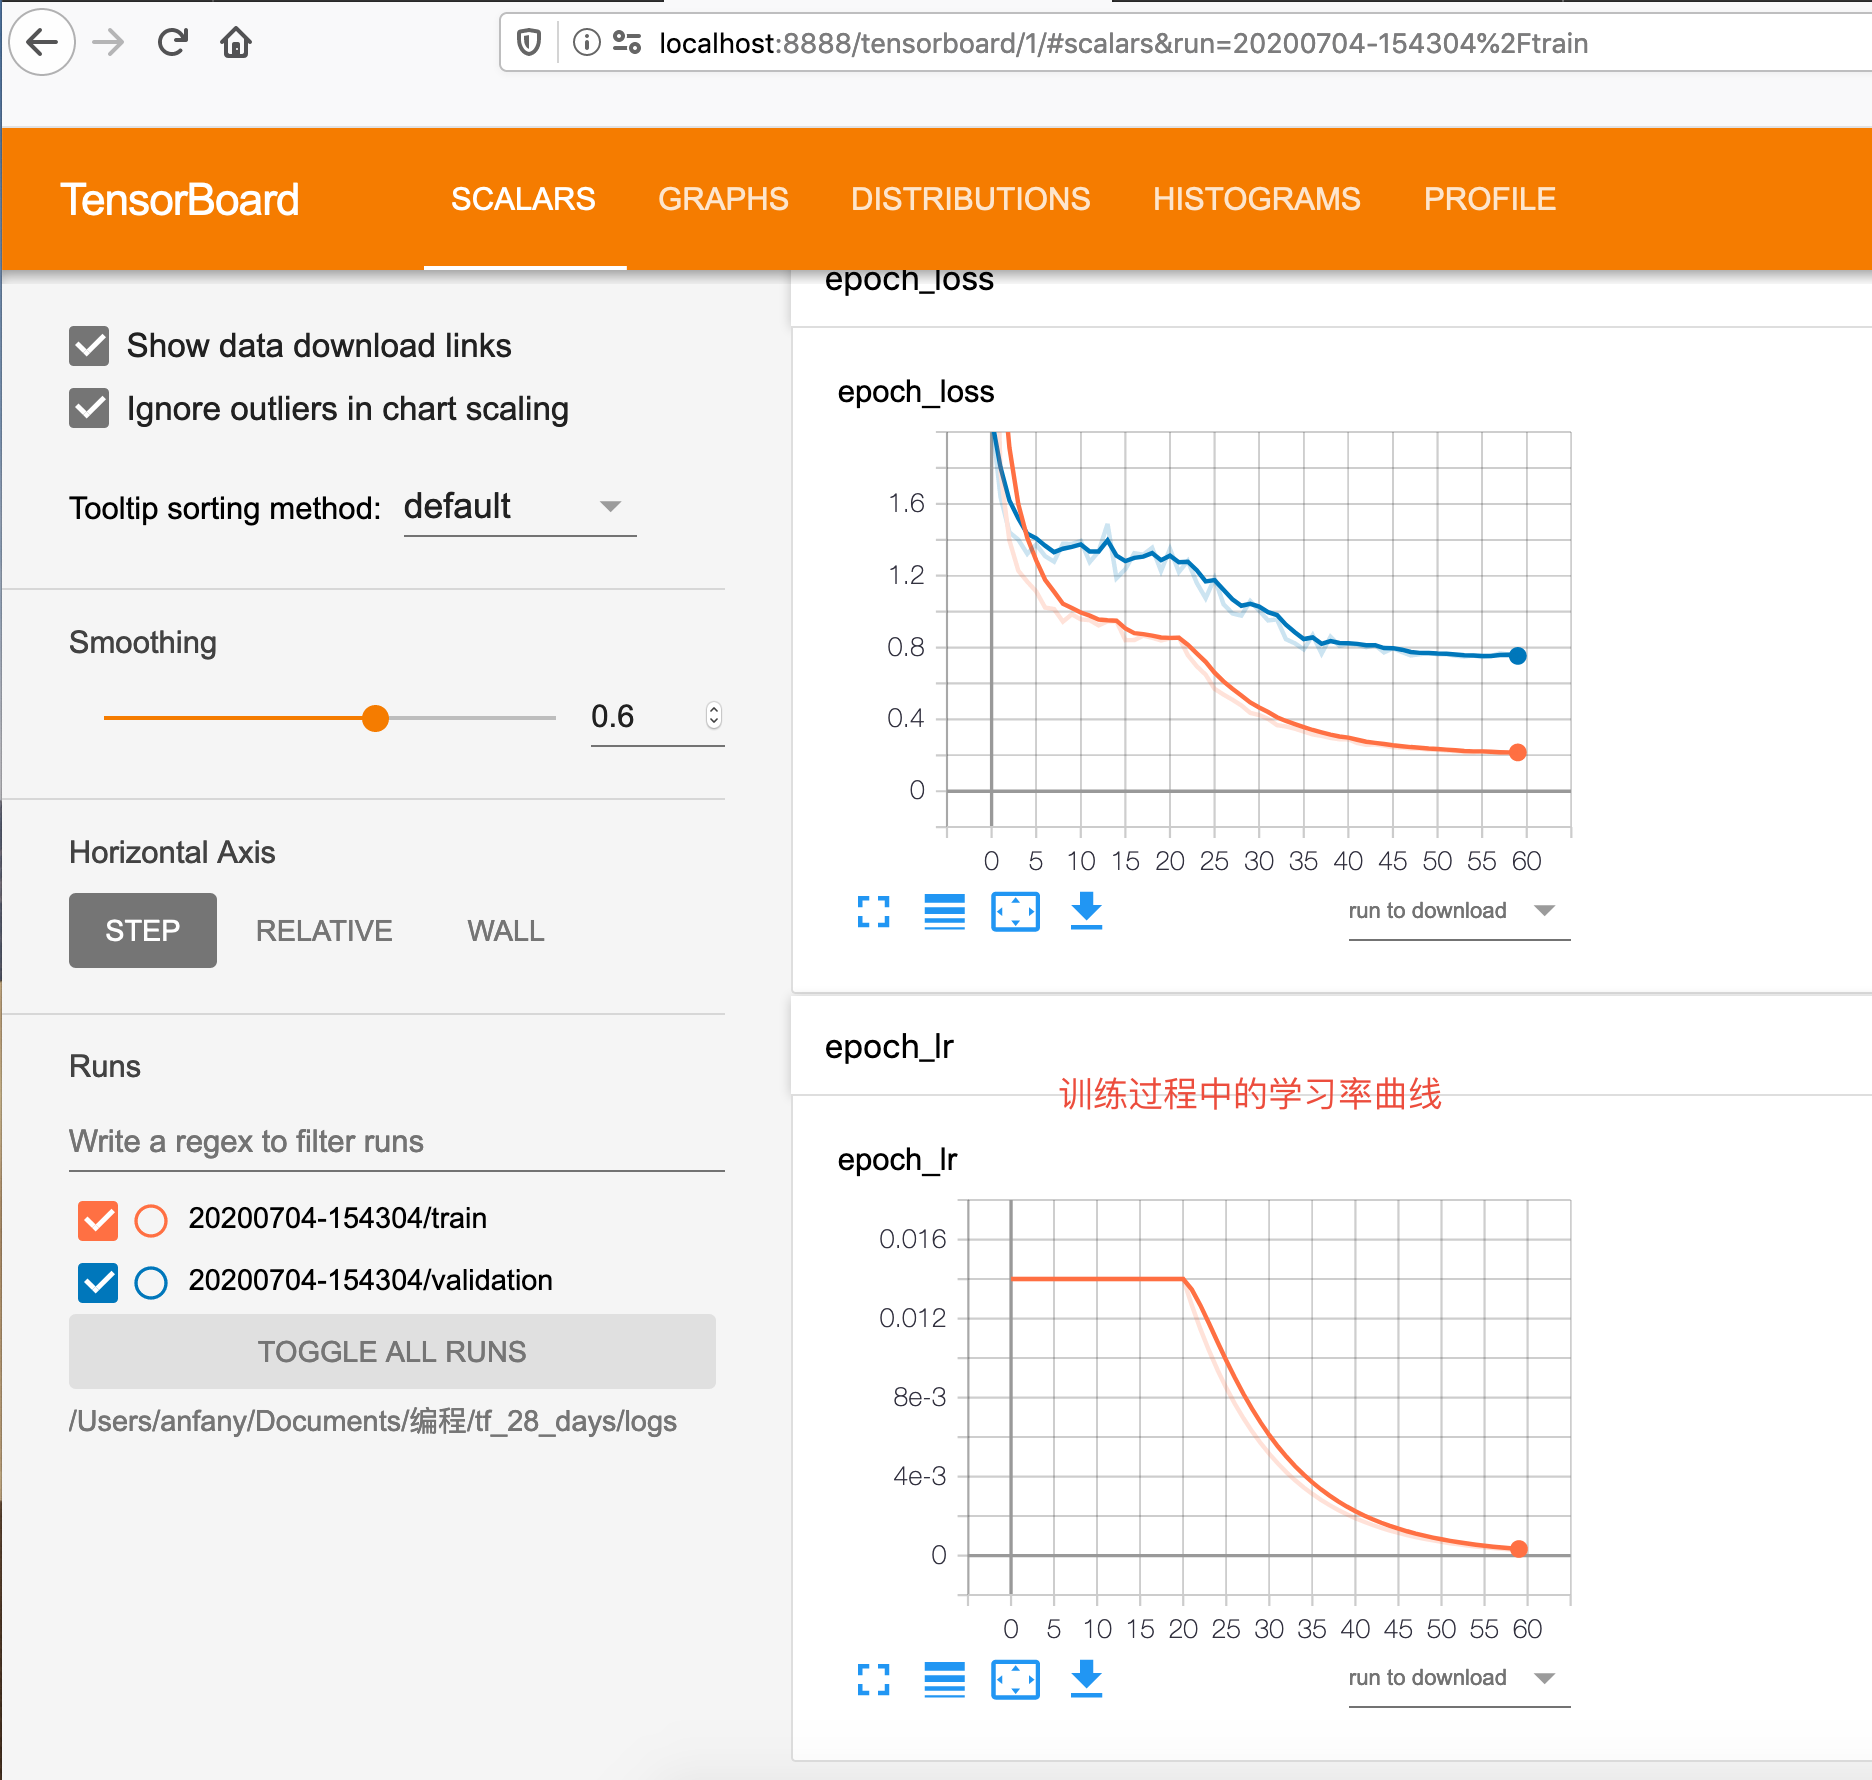 localhost:8888/tensorboard/1/#scalars&run=20200704-154304%2Ftrain
TensorBoard
SCALARS GRAPHS DISTRIBUTIONS HISTOGRAMS PROFILE
Show data download links
Ignore outliers in chart scaling
Tooltip sorting method: default
Smoothing
0.6
Horizontal Axis
STEP RELATIVE WALL
Runs
Write a regex to filter runs
20200704-154304/train
20200704-154304/validation
TOGGLE ALL RUNS
/Users/anfany/Documents/编程/tf_28_days/logs
epoch_loss
epoch_loss
1.6
1.2
0.8
0.4
0
0 5 10 15 20 25 30 35 40 45 50 55 60
run to download
epoch_lr
训练过程中的学习率曲线
epoch_lr
0.016
0.012
8e-3
4e-3
0
0 5 10 15 20 25 30 35 40 45 50 55 60
run to download